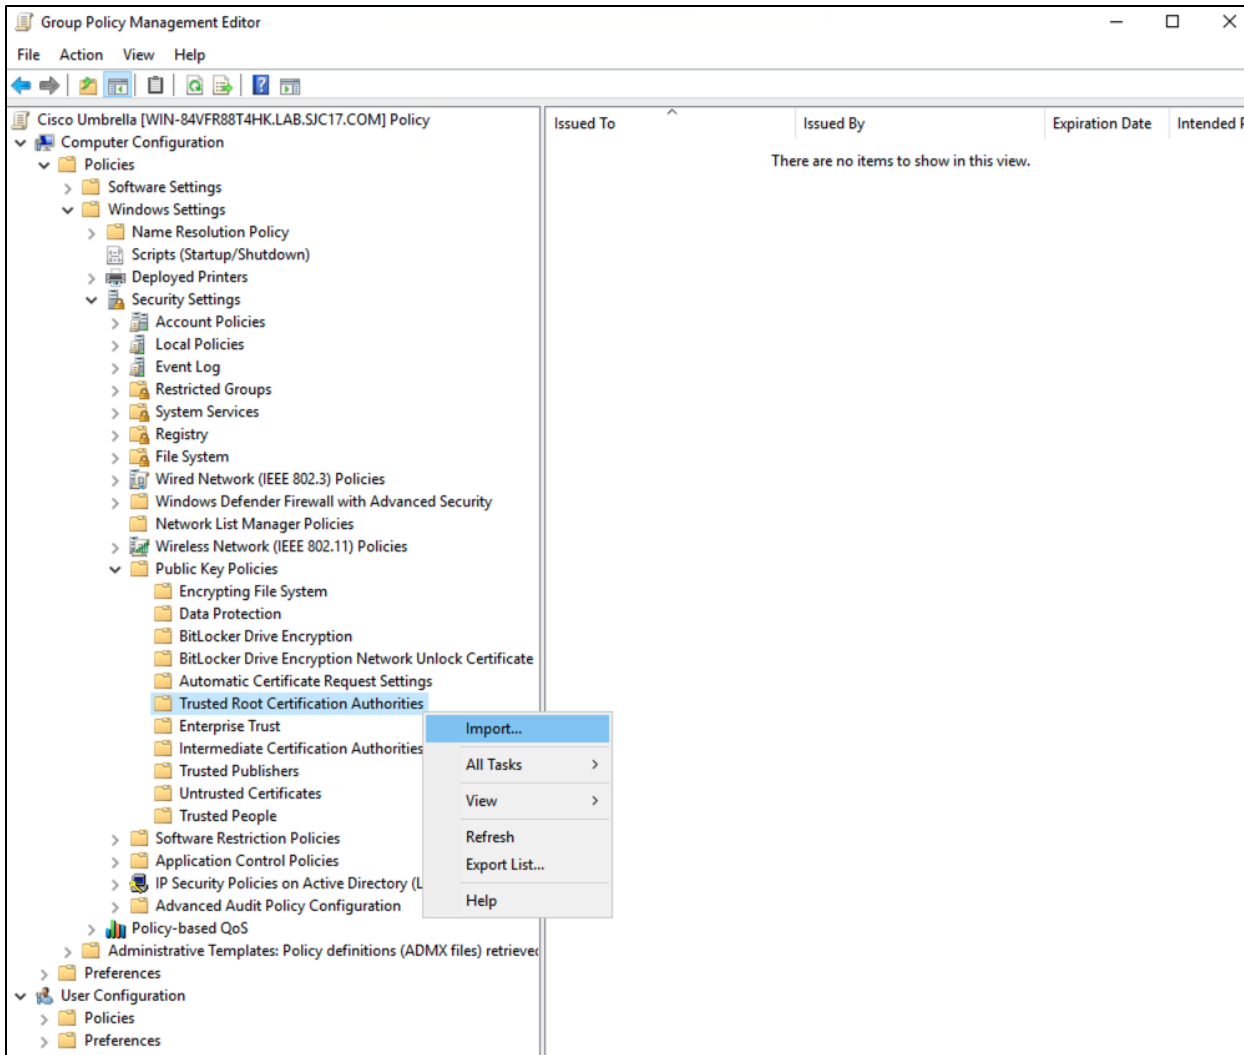 Group Policy Management Editor
File Action View Help
Cisco Umbrella [WIN-84VFR88T4HK.LAB.SJC17.COM] Policy
Computer Configuration
Policies
Software Settings
Windows Settings
Name Resolution Policy
Scripts (Startup/Shutdown)
Deployed Printers
Security Settings
Account Policies
Local Policies
Event Log
Restricted Groups
System Services
Registry
File System
Wired Network (IEEE 802.3) Policies
Windows Defender Firewall with Advanced Security
Network List Manager Policies
Wireless Network (IEEE 802.11) Policies
Public Key Policies
Encrypting File System
Data Protection
BitLocker Drive Encryption
BitLocker Drive Encryption Network Unlock Certificate
Automatic Certificate Request Settings
Trusted Root Certification Authorities
Enterprise Trust
Intermediate Certification Authorities
Trusted Publishers
Untrusted Certificates
Trusted People
Software Restriction Policies
Application Control Policies
IP Security Policies on Active Directory (L
Advanced Audit Policy Configuration
Policy-based QoS
Administrative Templates: Policy definitions (ADMX files) retrieved
Preferences
User Configuration
Policies
Preferences
Issued To Issued By Expiration Date Intended P
There are no items to show in this view.
Import...
All Tasks
View
Refresh
Export List...
Help